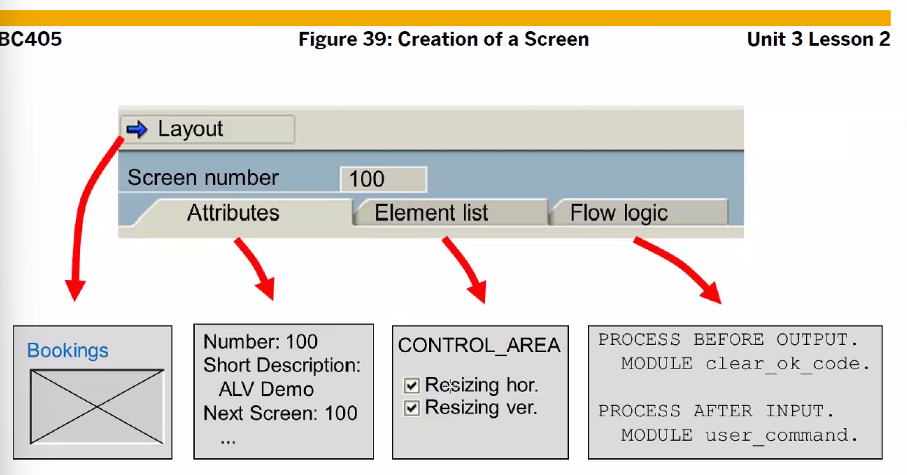 BC405
Figure 39: Creation of a Screen
Unit 3 Lesson 2
Layout
Screen number
100
Attributes
Element list
Flow logic
Bookings
Number: 100
Short Description:
ALV Demo
Next Screen: 100
...
CONTROL_AREA
Resizing hor.
Resizing ver.
PROCESS BEFORE OUTPUT.
MODULE clear_ok_code.
PROCESS AFTER INPUT.
MODULE user_command.